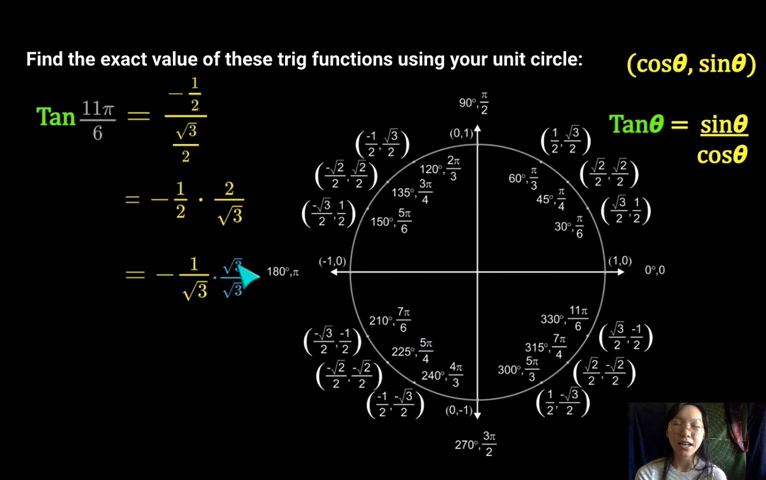 Find the exact value of these trig functions using your unit circle:
(cosθ, sinθ)
Tan 11π/6 = (-1/2)/(√3/2)
= -1/2 · 2/√3
= -1/√3 · √3/√3
Tanθ = sinθ/cosθ
90°, π/2
(0,1)
(-1/2, √3/2)
120°, 2π/3
(-√2/2, √2/2)
135°, 3π/4
(-√3/2, 1/2)
150°, 5π/6
(1/2, √3/2)
60°, π/3
(√2/2, √2/2)
45°, π/4
(√3/2, 1/2)
30°, π/6
180°,π
(-1,0)
(1,0)
0°,0
210°, 7π/6
(-√3/2, -1/2)
225°, 5π/4
(-√2/2, -√2/2)
240°, 4π/3
(-1/2, -√3/2)
330°, 11π/6
(√3/2, -1/2)
315°, 7π/4
(√2/2, -√2/2)
300°, 5π/3
(1/2, -√3/2)
(0,-1)
270°, 3π/2